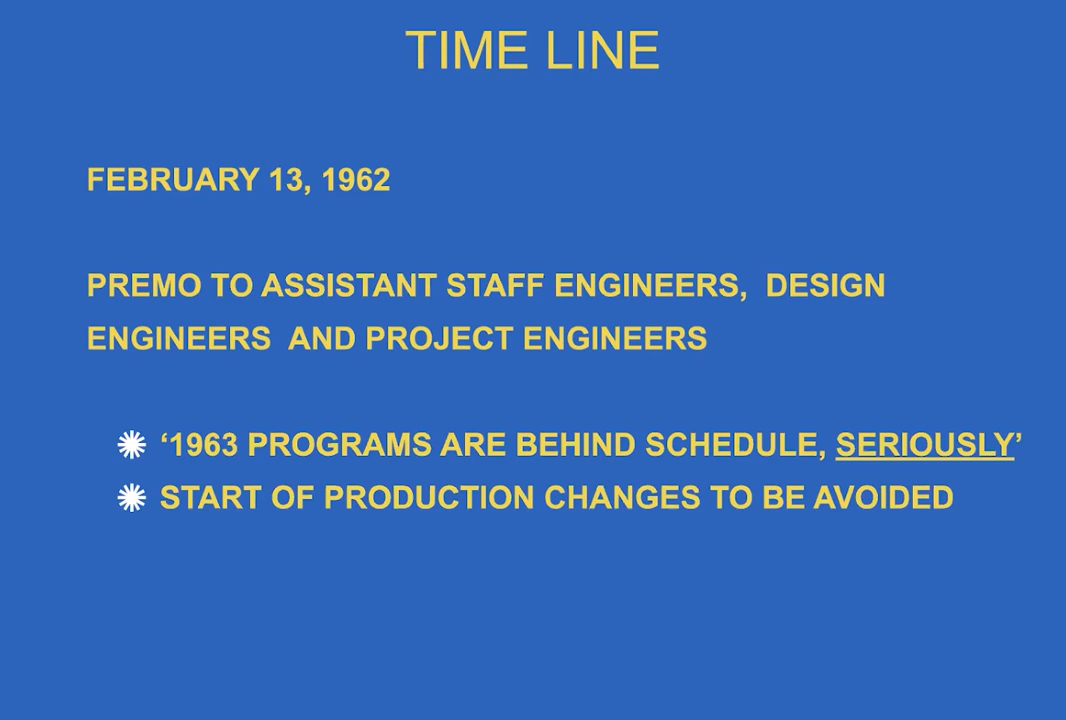 TIME LINE
FEBRUARY 13, 1962
PREMO TO ASSISTANT STAFF ENGINEERS,  DESIGN
ENGINEERS  AND PROJECT ENGINEERS
‘1963 PROGRAMS ARE BEHIND SCHEDULE, SERIOUSLY’
START OF PRODUCTION CHANGES TO BE AVOIDED